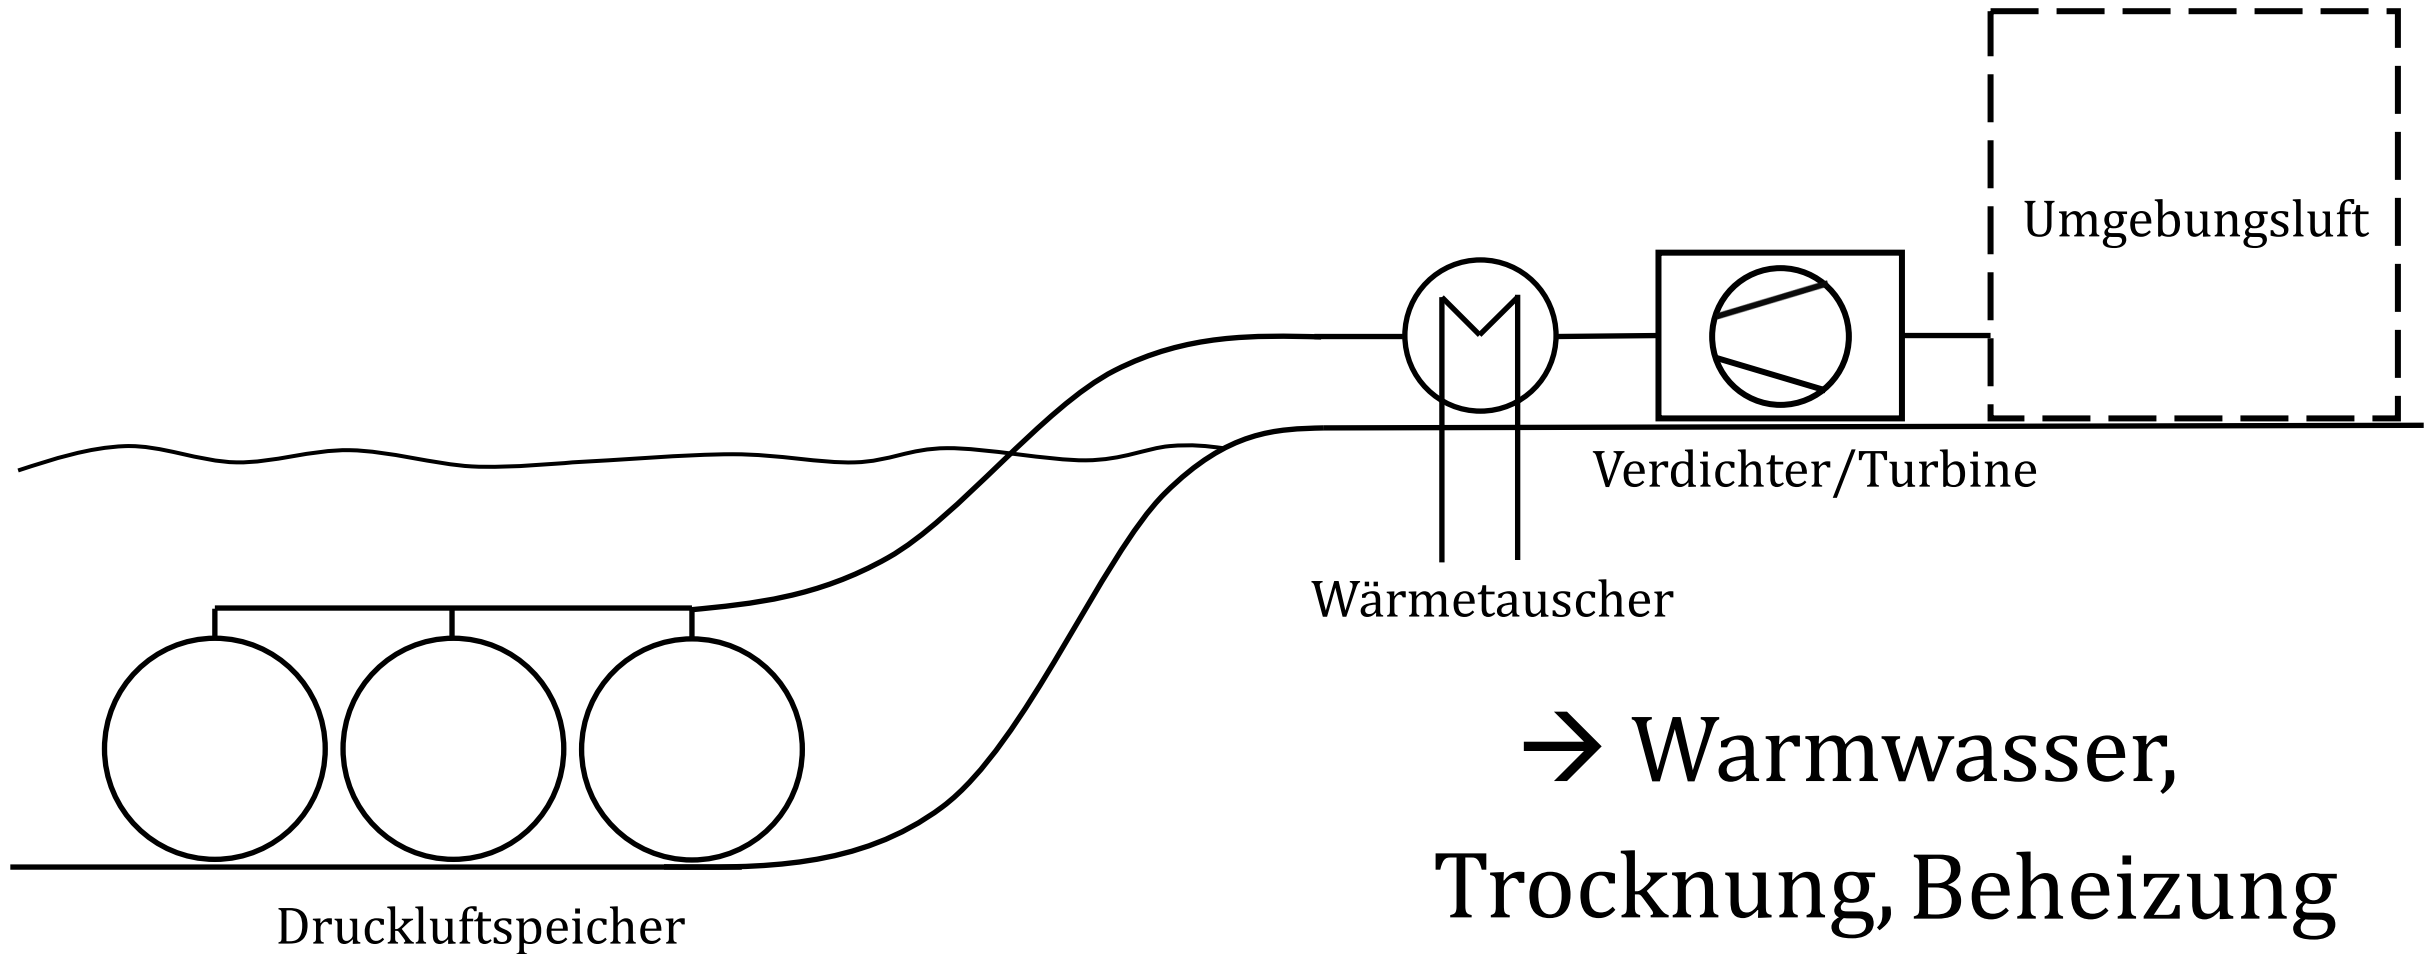 Umgebungsluft
Verdichter/Turbine
Wärmetauscher
→ Warmwasser,
Trocknung, Beheizung
Druckluftspeicher